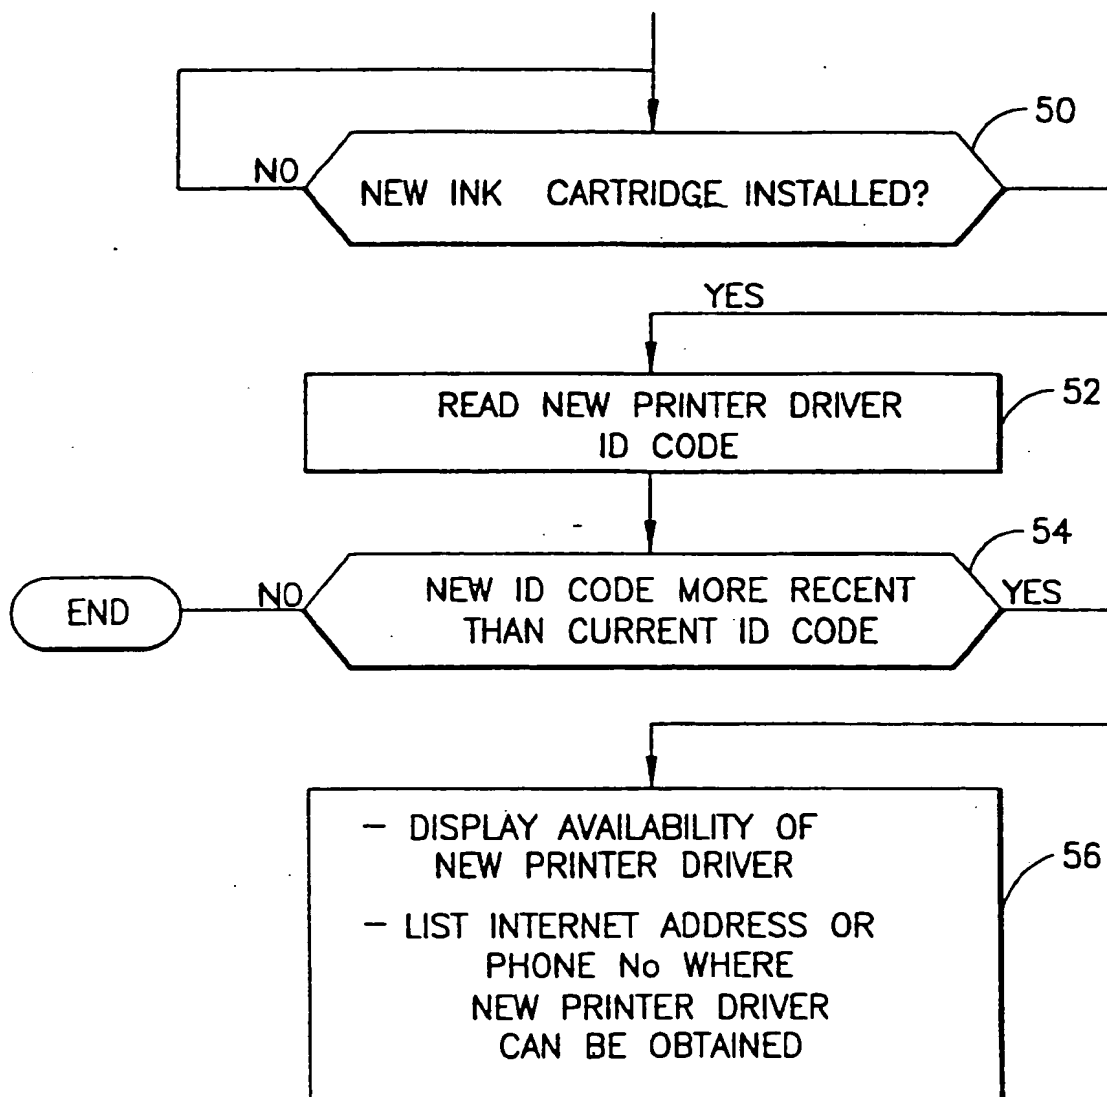 50
NO
NEW INK CARTRIDGE INSTALLED?
YES
READ NEW PRINTER DRIVER
ID CODE
52
54
END
NO
NEW ID CODE MORE RECENT
THAN CURRENT ID CODE
YES
- DISPLAY AVAILABILITY OF
NEW PRINTER DRIVER
56
- LIST INTERNET ADDRESS OR
PHONE No WHERE
NEW PRINTER DRIVER
CAN BE OBTAINED